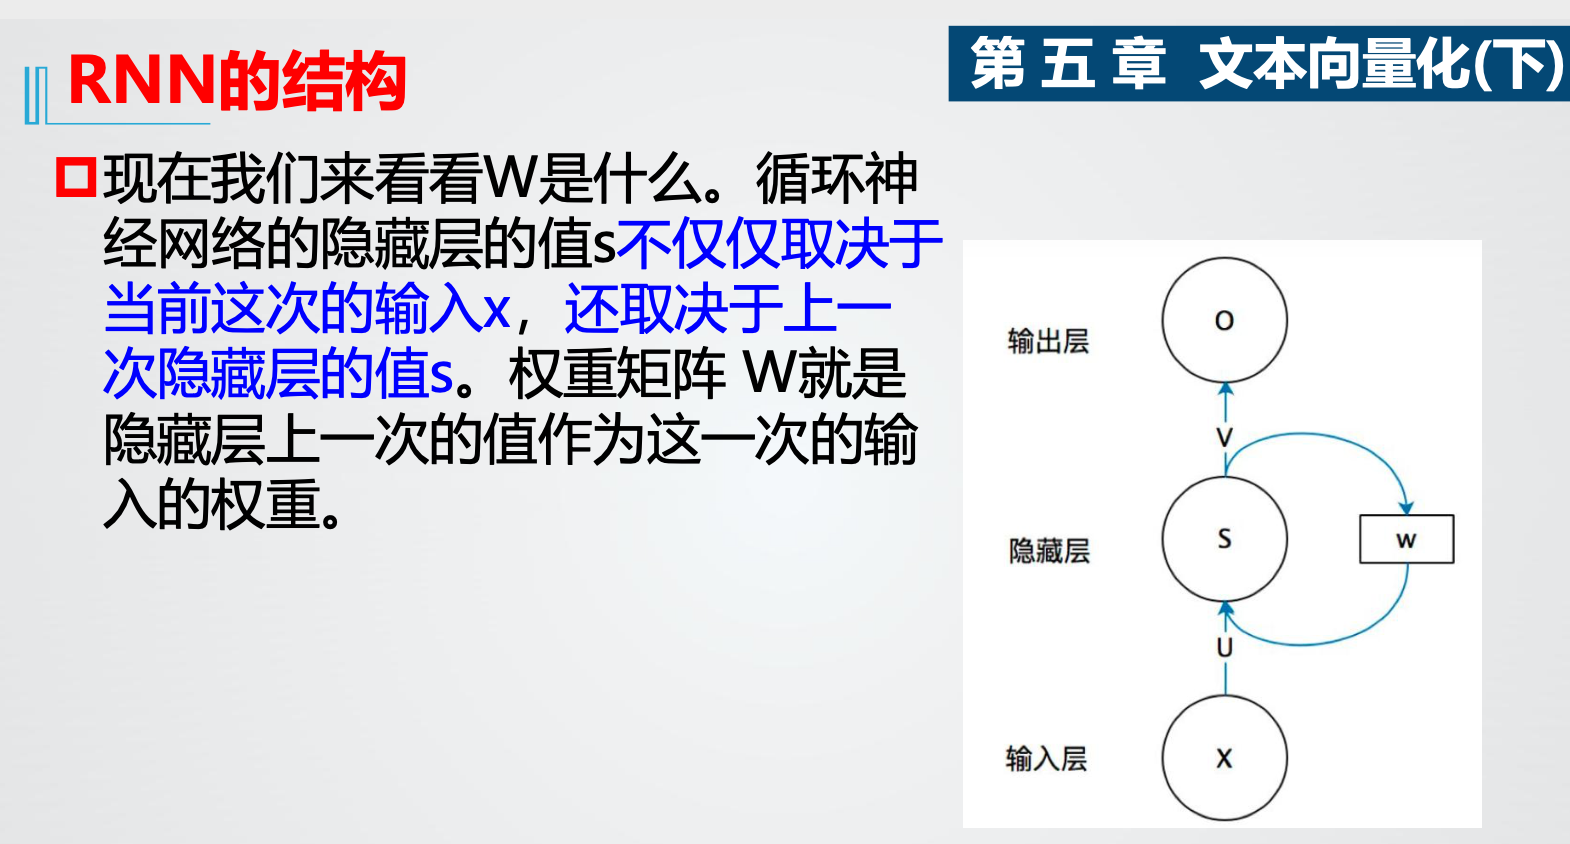 RNN的结构
第五章 文本向量化(下)
现在我们来看看W是什么。循环神
经网络的隐藏层的值s不仅仅取决于
当前这次的输入x，还取决于上一
次隐藏层的值s。权重矩阵 W就是
隐藏层上一次的值作为这一次的输
入的权重。
O
输出层
V
S
W
隐藏层
U
输入层
X